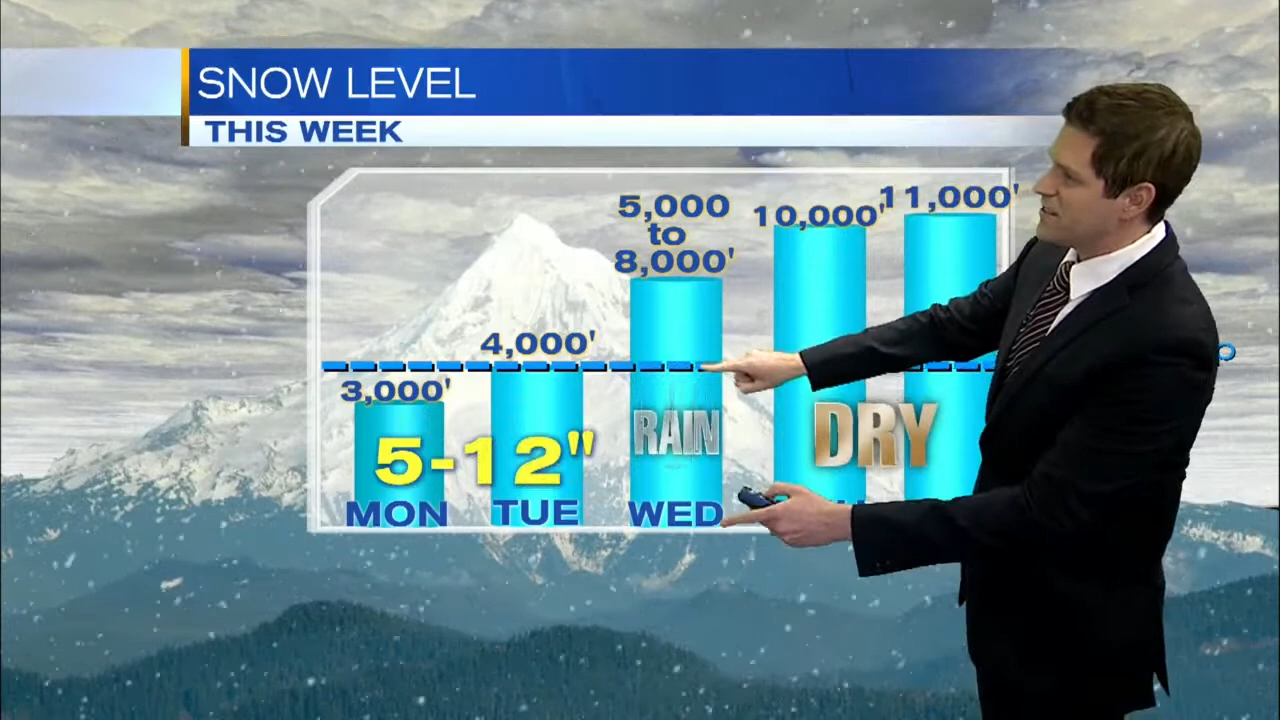 SNOW LEVEL
THIS WEEK
5,000
to
8,000'
10,000'
11,000'
4,000'
3,000'
5-12"
RAIN
DRY
MON
TUE
WED